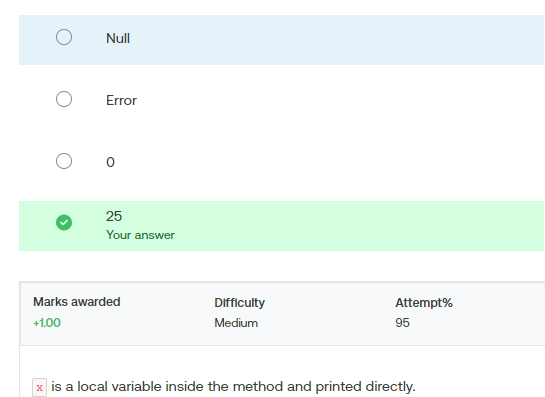 Null
Error
0
25
Your answer
Marks awarded Difficulty Attempt%
+1.00 Medium 95
x is a local variable inside the method and printed directly.